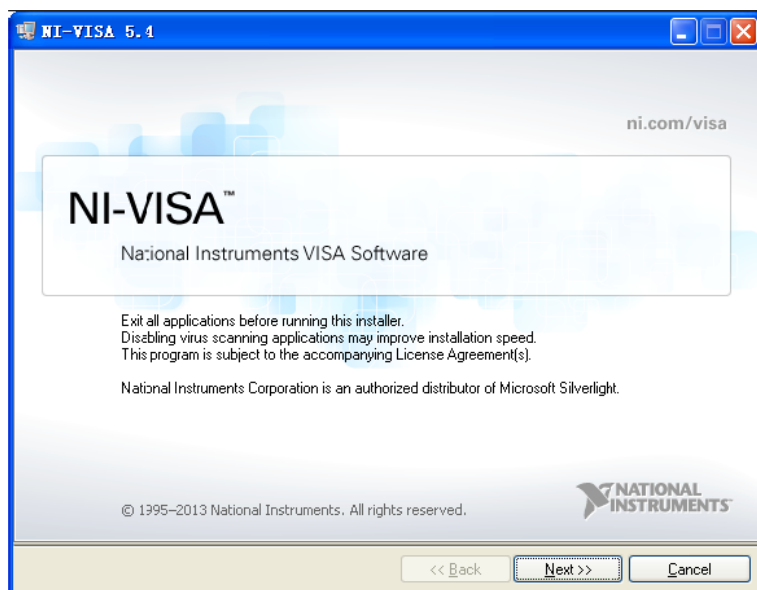 NI-VISA 5.4
ni.com/visa
NI-VISA™
National Instruments VISA Software
Exit all applications before running this installer.
Disabling virus scanning applications may improve installation speed.
This program is subject to the accompanying License Agreement(s).
National Instruments Corporation is an authorized distributor of Microsoft Silverlight.
© 1995–2013 National Instruments. All rights reserved.
NATIONAL
INSTRUMENTS™
<< Back
Next >>
Cancel